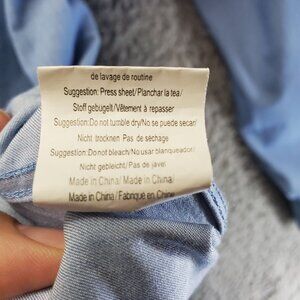 de lavage de routine
Suggestion: Press sheet/Planchar la tea/
Stoff gebugelt/Vêtement à repasser
Suggestion:Do not tumble dry/No se puede secar/
Nicht trocknen Pas de séchage
Suggestion:Do not bleach/No usar blanqueador/
Nicht gebleicht/Pas de javel
Made in China/ Made in China/
Made in China/ Fabriqué en Chine